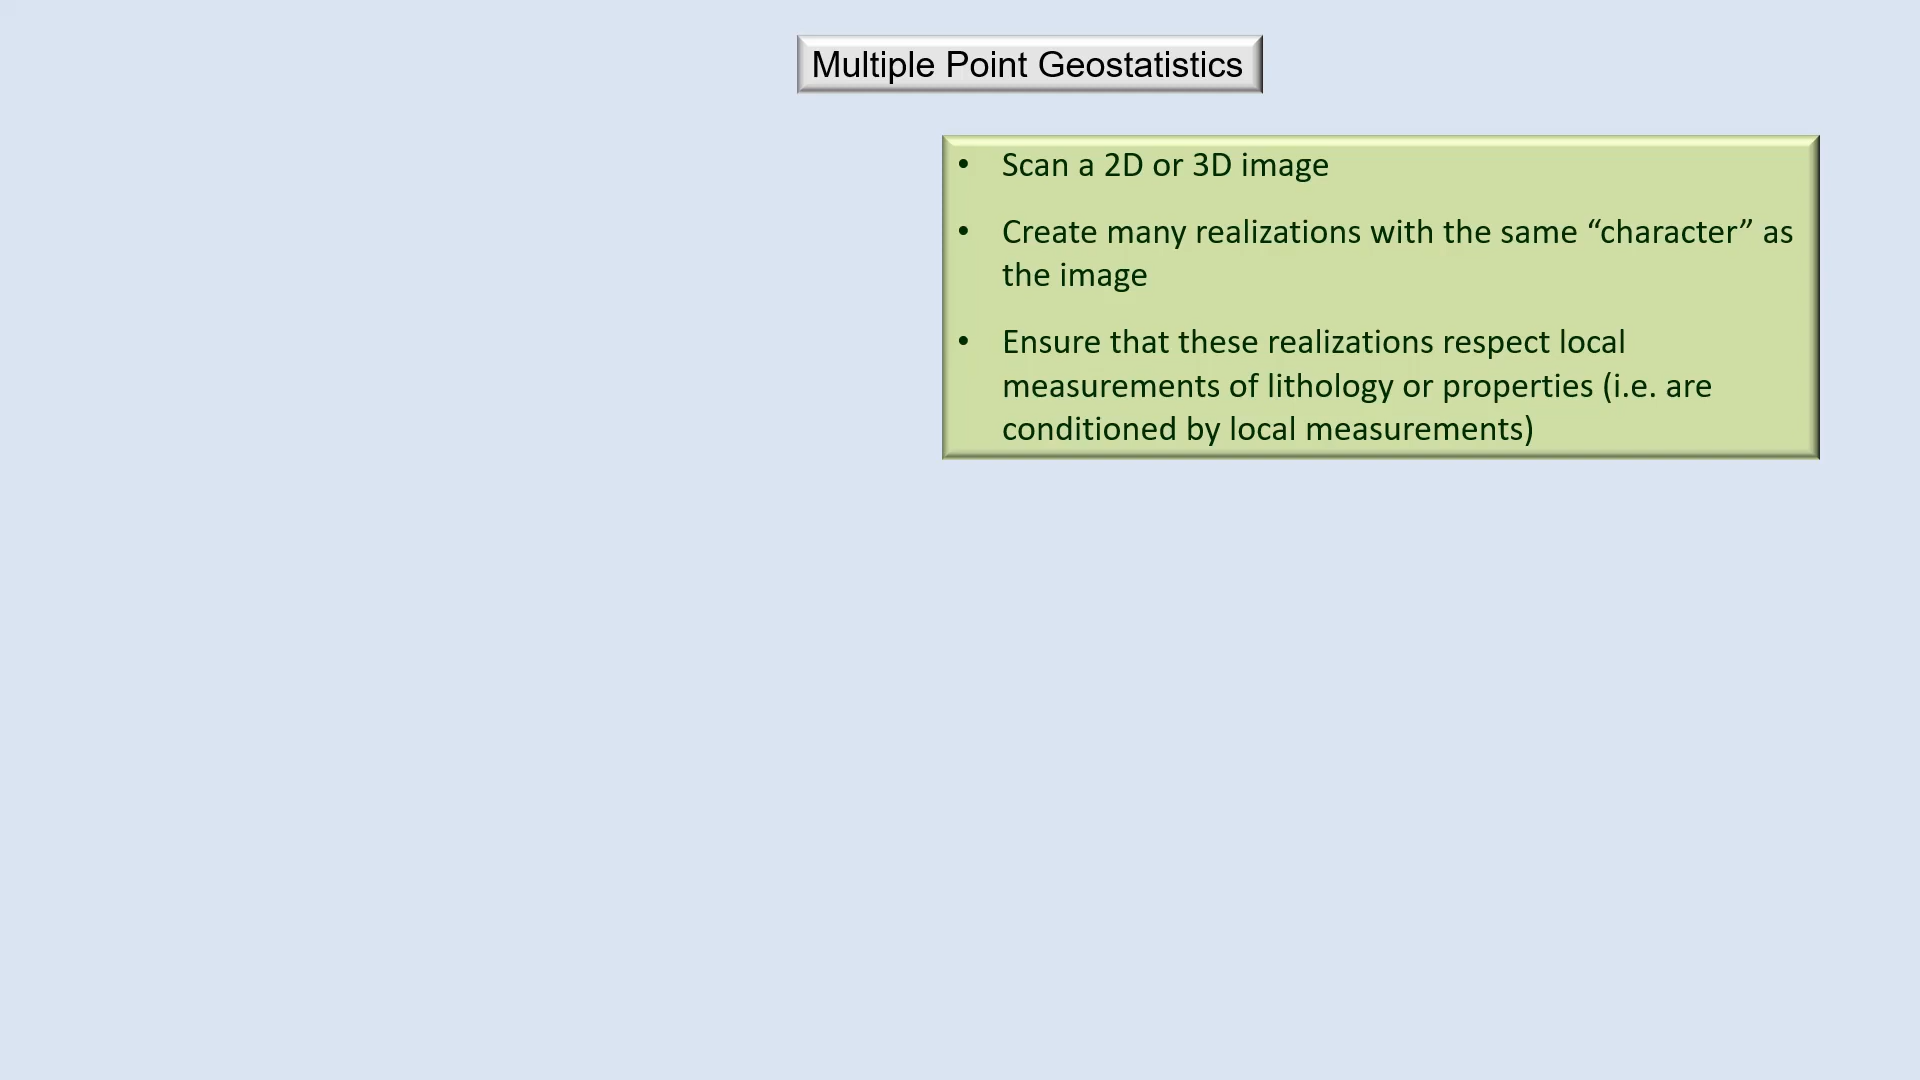 Multiple Point Geostatistics
• Scan a 2D or 3D image
• Create many realizations with the same “character” as
the image
• Ensure that these realizations respect local
measurements of lithology or properties (i.e. are
conditioned by local measurements)